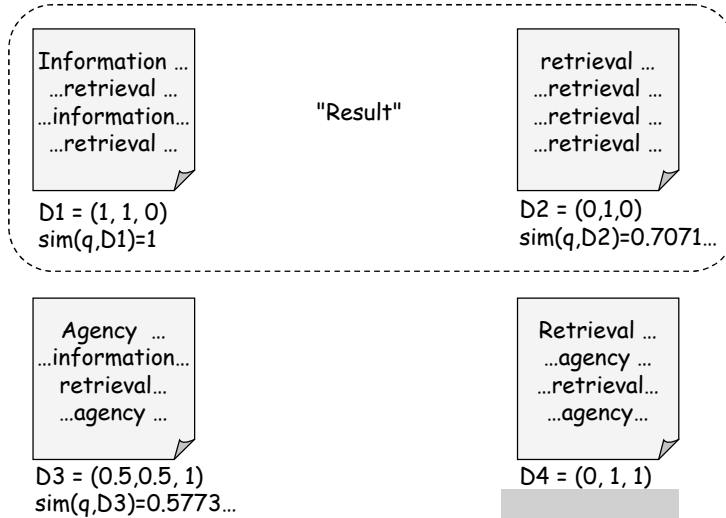 Information ...
...retrieval ...
...information...
...retrieval ...
D1 = (1, 1, 0)
sim(q,D1)=1
"Result"
retrieval ...
...retrieval ...
...retrieval ...
...retrieval ...
D2 = (0,1,0)
sim(q,D2)=0.7071...
Agency ...
...information...
retrieval...
...agency ...
D3 = (0.5,0.5, 1)
sim(q,D3)=0.5773...
Retrieval ...
...agency ...
...retrieval...
...agency...
D4 = (0, 1, 1)